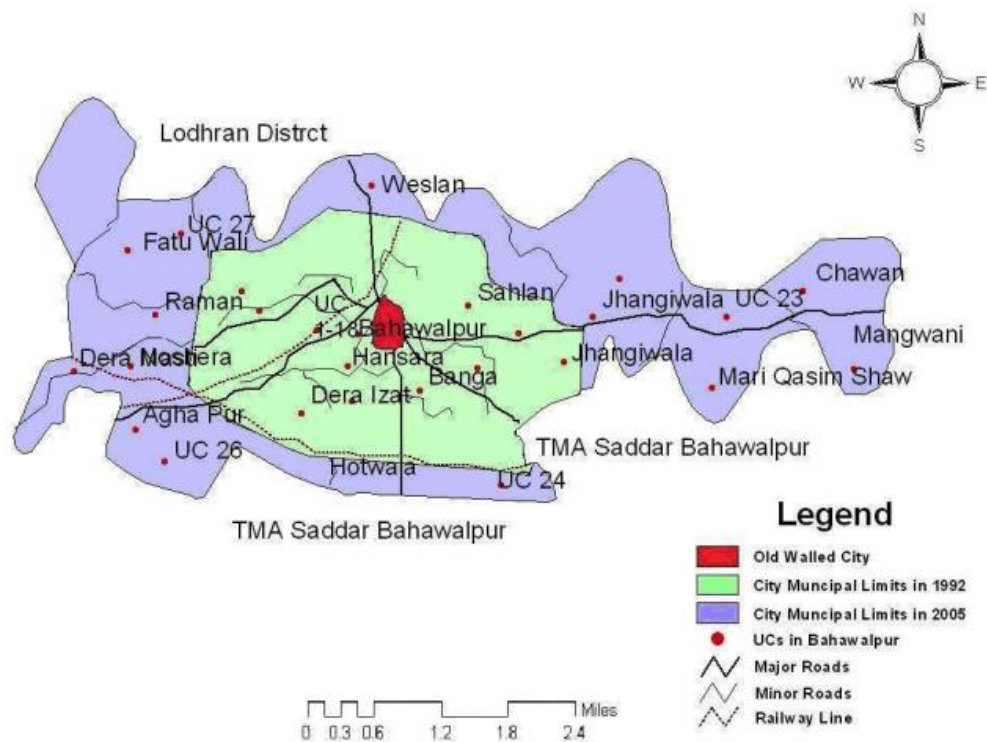 N
W E
S
Lodhran Distrct
Weslan
UC 27
Fatu Wali
Chawan
Raman
UC
Sahlan
Jhangiwala
UC 23
1-18
Bahawalpur
Mangwani
Dera Masti
Noshera
Hansara
Jhangiwala
Banga
Mari Qasim Shaw
Dera Izat
Agha Pur
TMA Saddar Bahawalpur
UC 26
Hotwala
UC 24
TMA Saddar Bahawalpur
Legend
Old Walled City
City Muncipal Limits in 1992
City Muncipal Limits in 2005
UCs in Bahawalpur
Major Roads
Minor Roads
Railway Line
Miles
0 0.3 0.6 1.2 1.8 2.4